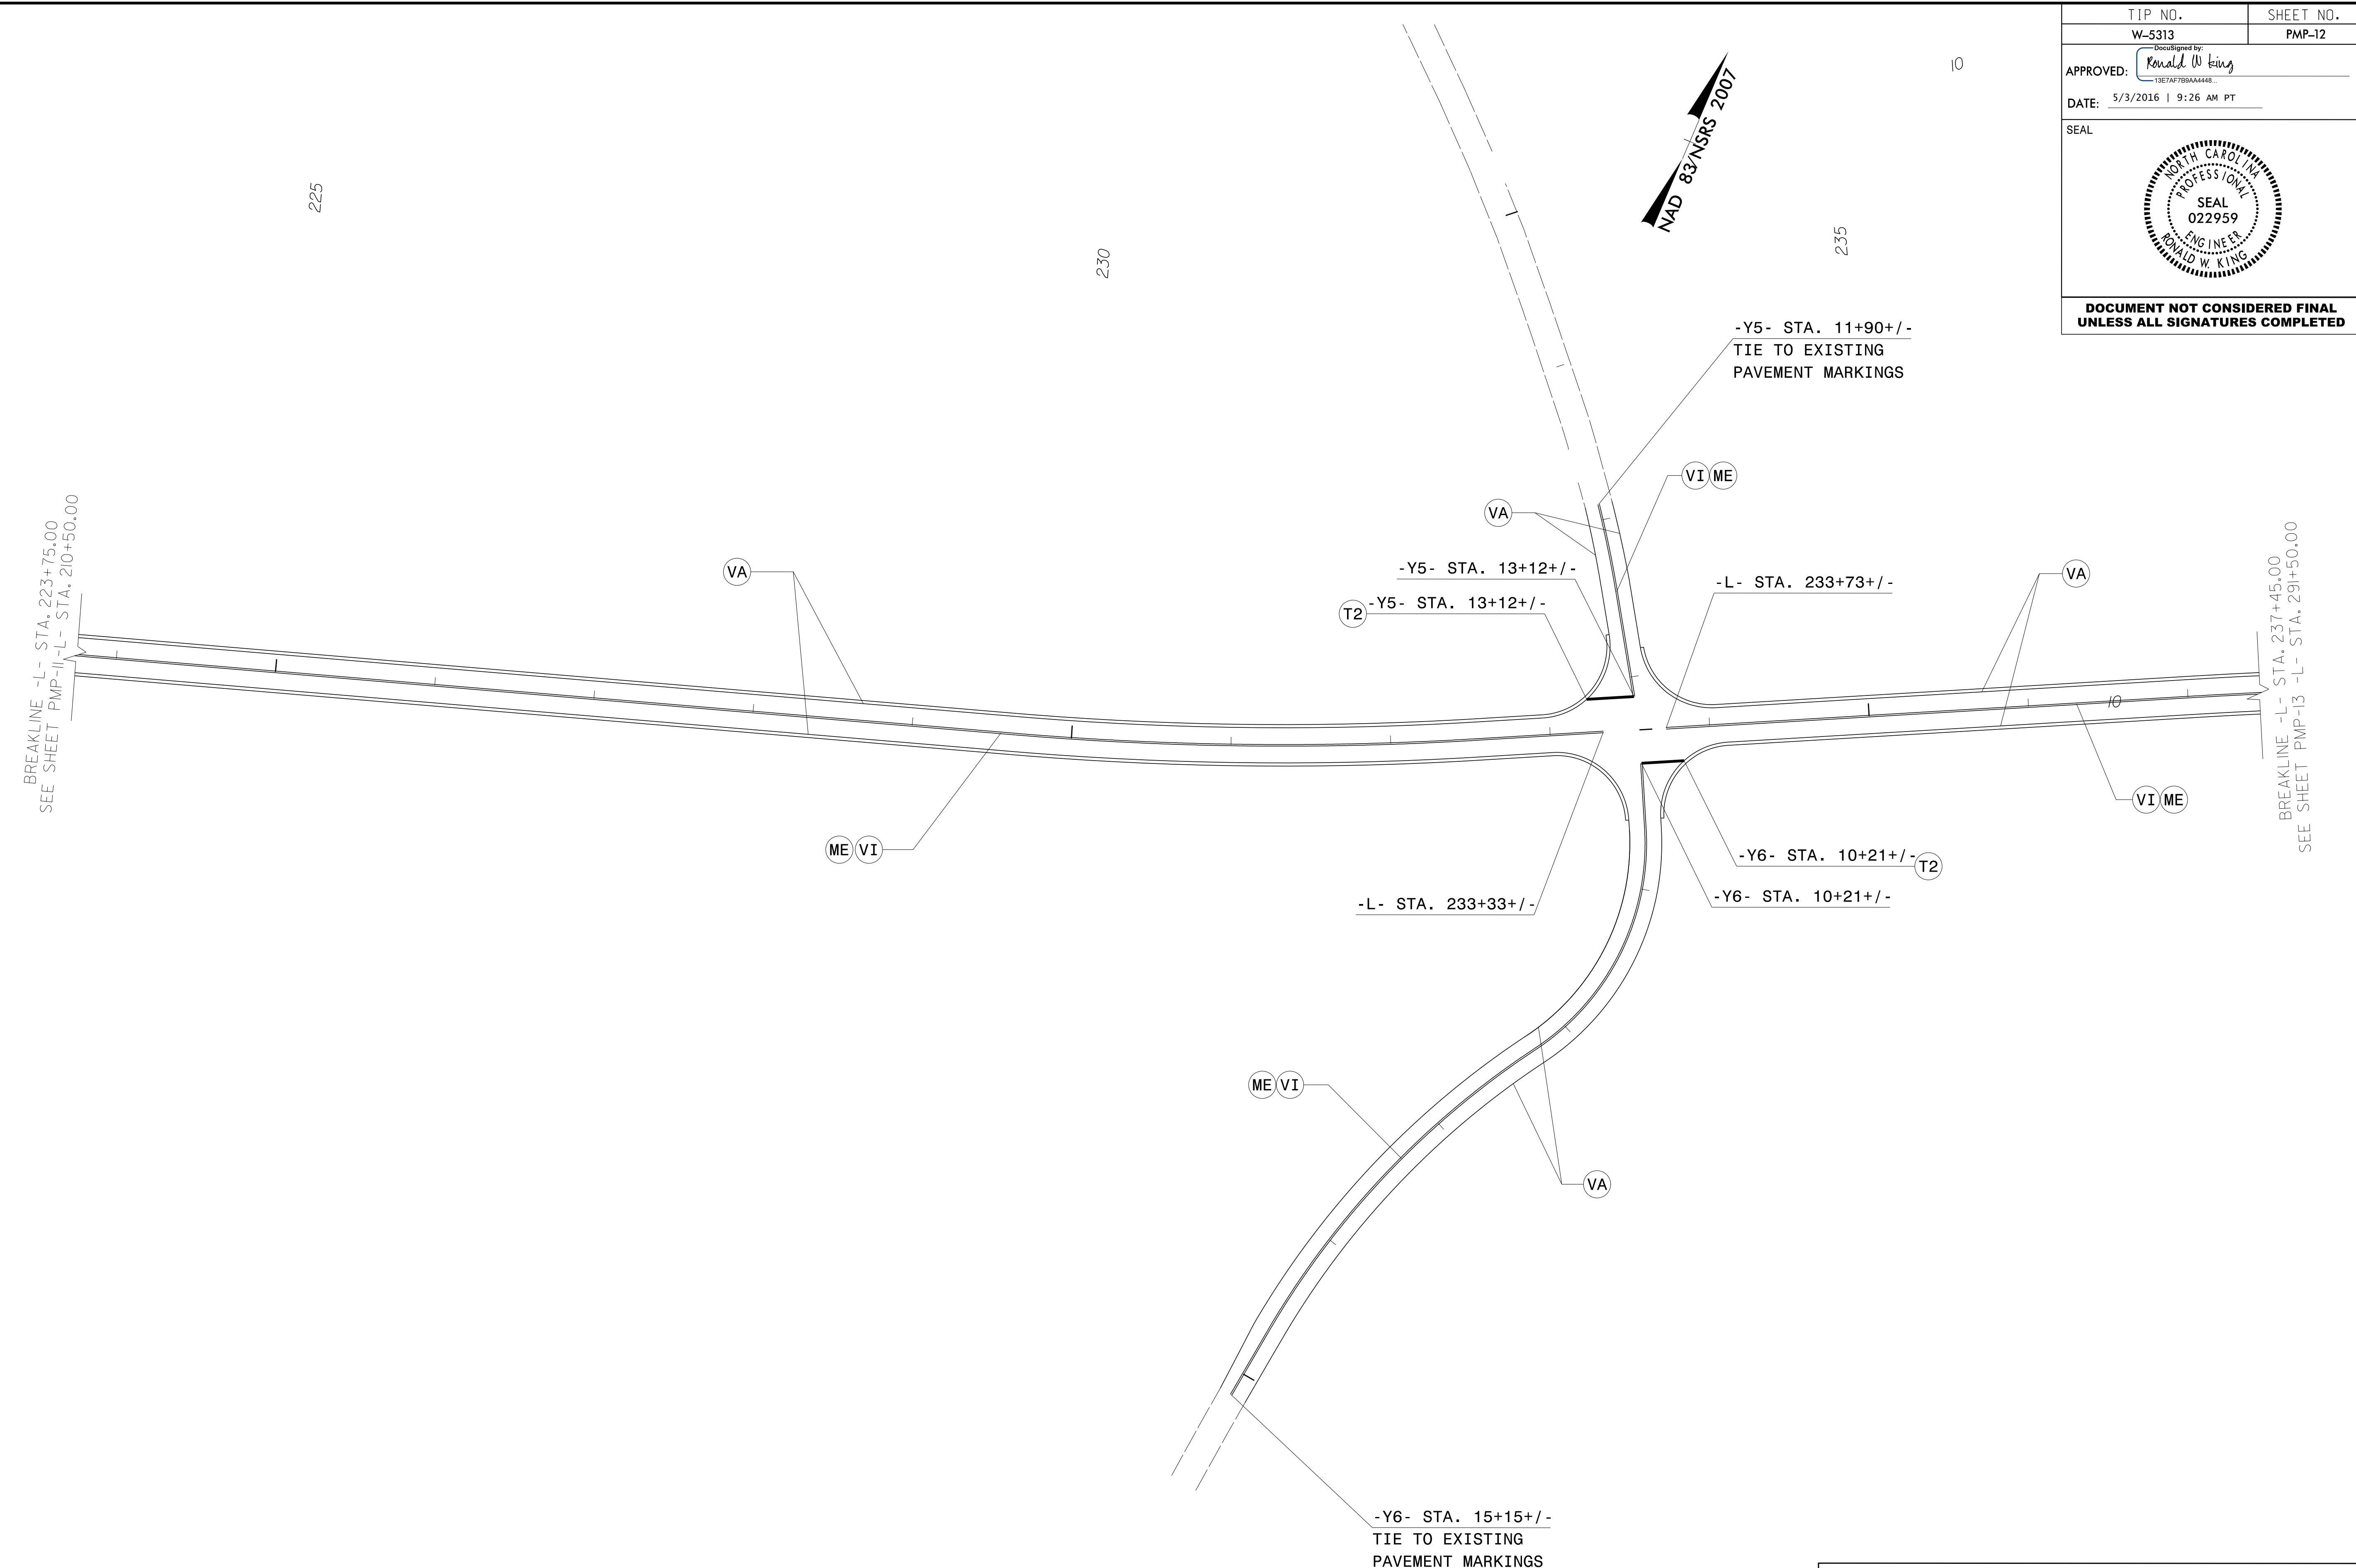 TIP NO.
SHEET NO.
W-5313
PMP-12
DocuSigned by:
APPROVED: Ronald W King
13E7AF7B9AA4448...
DATE: 5/3/2016 | 9:26 AM PT
SEAL
NORTH CAROLINA
PROFESSIONAL
SEAL
022959
ENGINEER
RONALD W. KING
DOCUMENT NOT CONSIDERED FINAL
UNLESS ALL SIGNATURES COMPLETED
10
NAD 83/NSRS 2007
225
230
235
-Y5- STA. 11+90+/-
TIE TO EXISTING
PAVEMENT MARKINGS
VI ME
VA
VA
-Y5- STA. 13+12+/-
T2 -Y5- STA. 13+12+/-
-L- STA. 233+73+/-
VA
BREAKLINE -L- STA. 223+75.00
SEE SHEET PMP-11 -L- STA. 210+50.00
10
BREAKLINE -L- STA. 237+45.00
SEE SHEET PMP-13 -L- STA. 291+50.00
VI ME
ME VI
-Y6- STA. 10+21+/- T2
-Y6- STA. 10+21+/-
-L- STA. 233+33+/-
ME VI
VA
-Y6- STA. 15+15+/-
TIE TO EXISTING
PAVEMENT MARKINGS